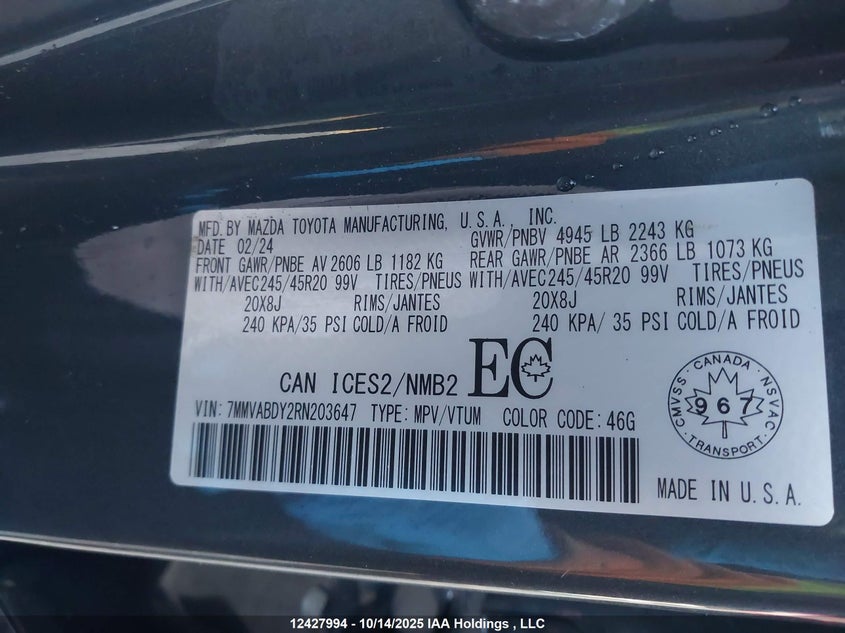 MFD. BY MAZDA TOYOTA MANUFACTURING, U.S.A. INC.
DATE 02/24
GVWR/PNBV 4945 LB 2243 KG
FRONT GAWR/PNBE AV 2606 LB 1182 KG
REAR GAWR/PNBE AR 2366 LB 1073 KG
WITH/AVEC 245/45R20 99V TIRES/PNEUS
WITH/AVEC 245/45R20 99V TIRES/PNEUS
20X8J RIMS/JANTES
20X8J RIMS/JANTES
240 KPA/35 PSI COLD/A FROID
240 KPA/ 35 PSI COLD/A FROID
CAN ICES2/NMB2 EC
VIN: 7MMVABDY2RN203647 TYPE: MPV/VTUM COLOR CODE: 46G
CANADA
CMVSS 967 NSVAC
TRANSPORT
MADE IN U.S.A.
12427994 - 10/14/2025 IAA Holdings , LLC